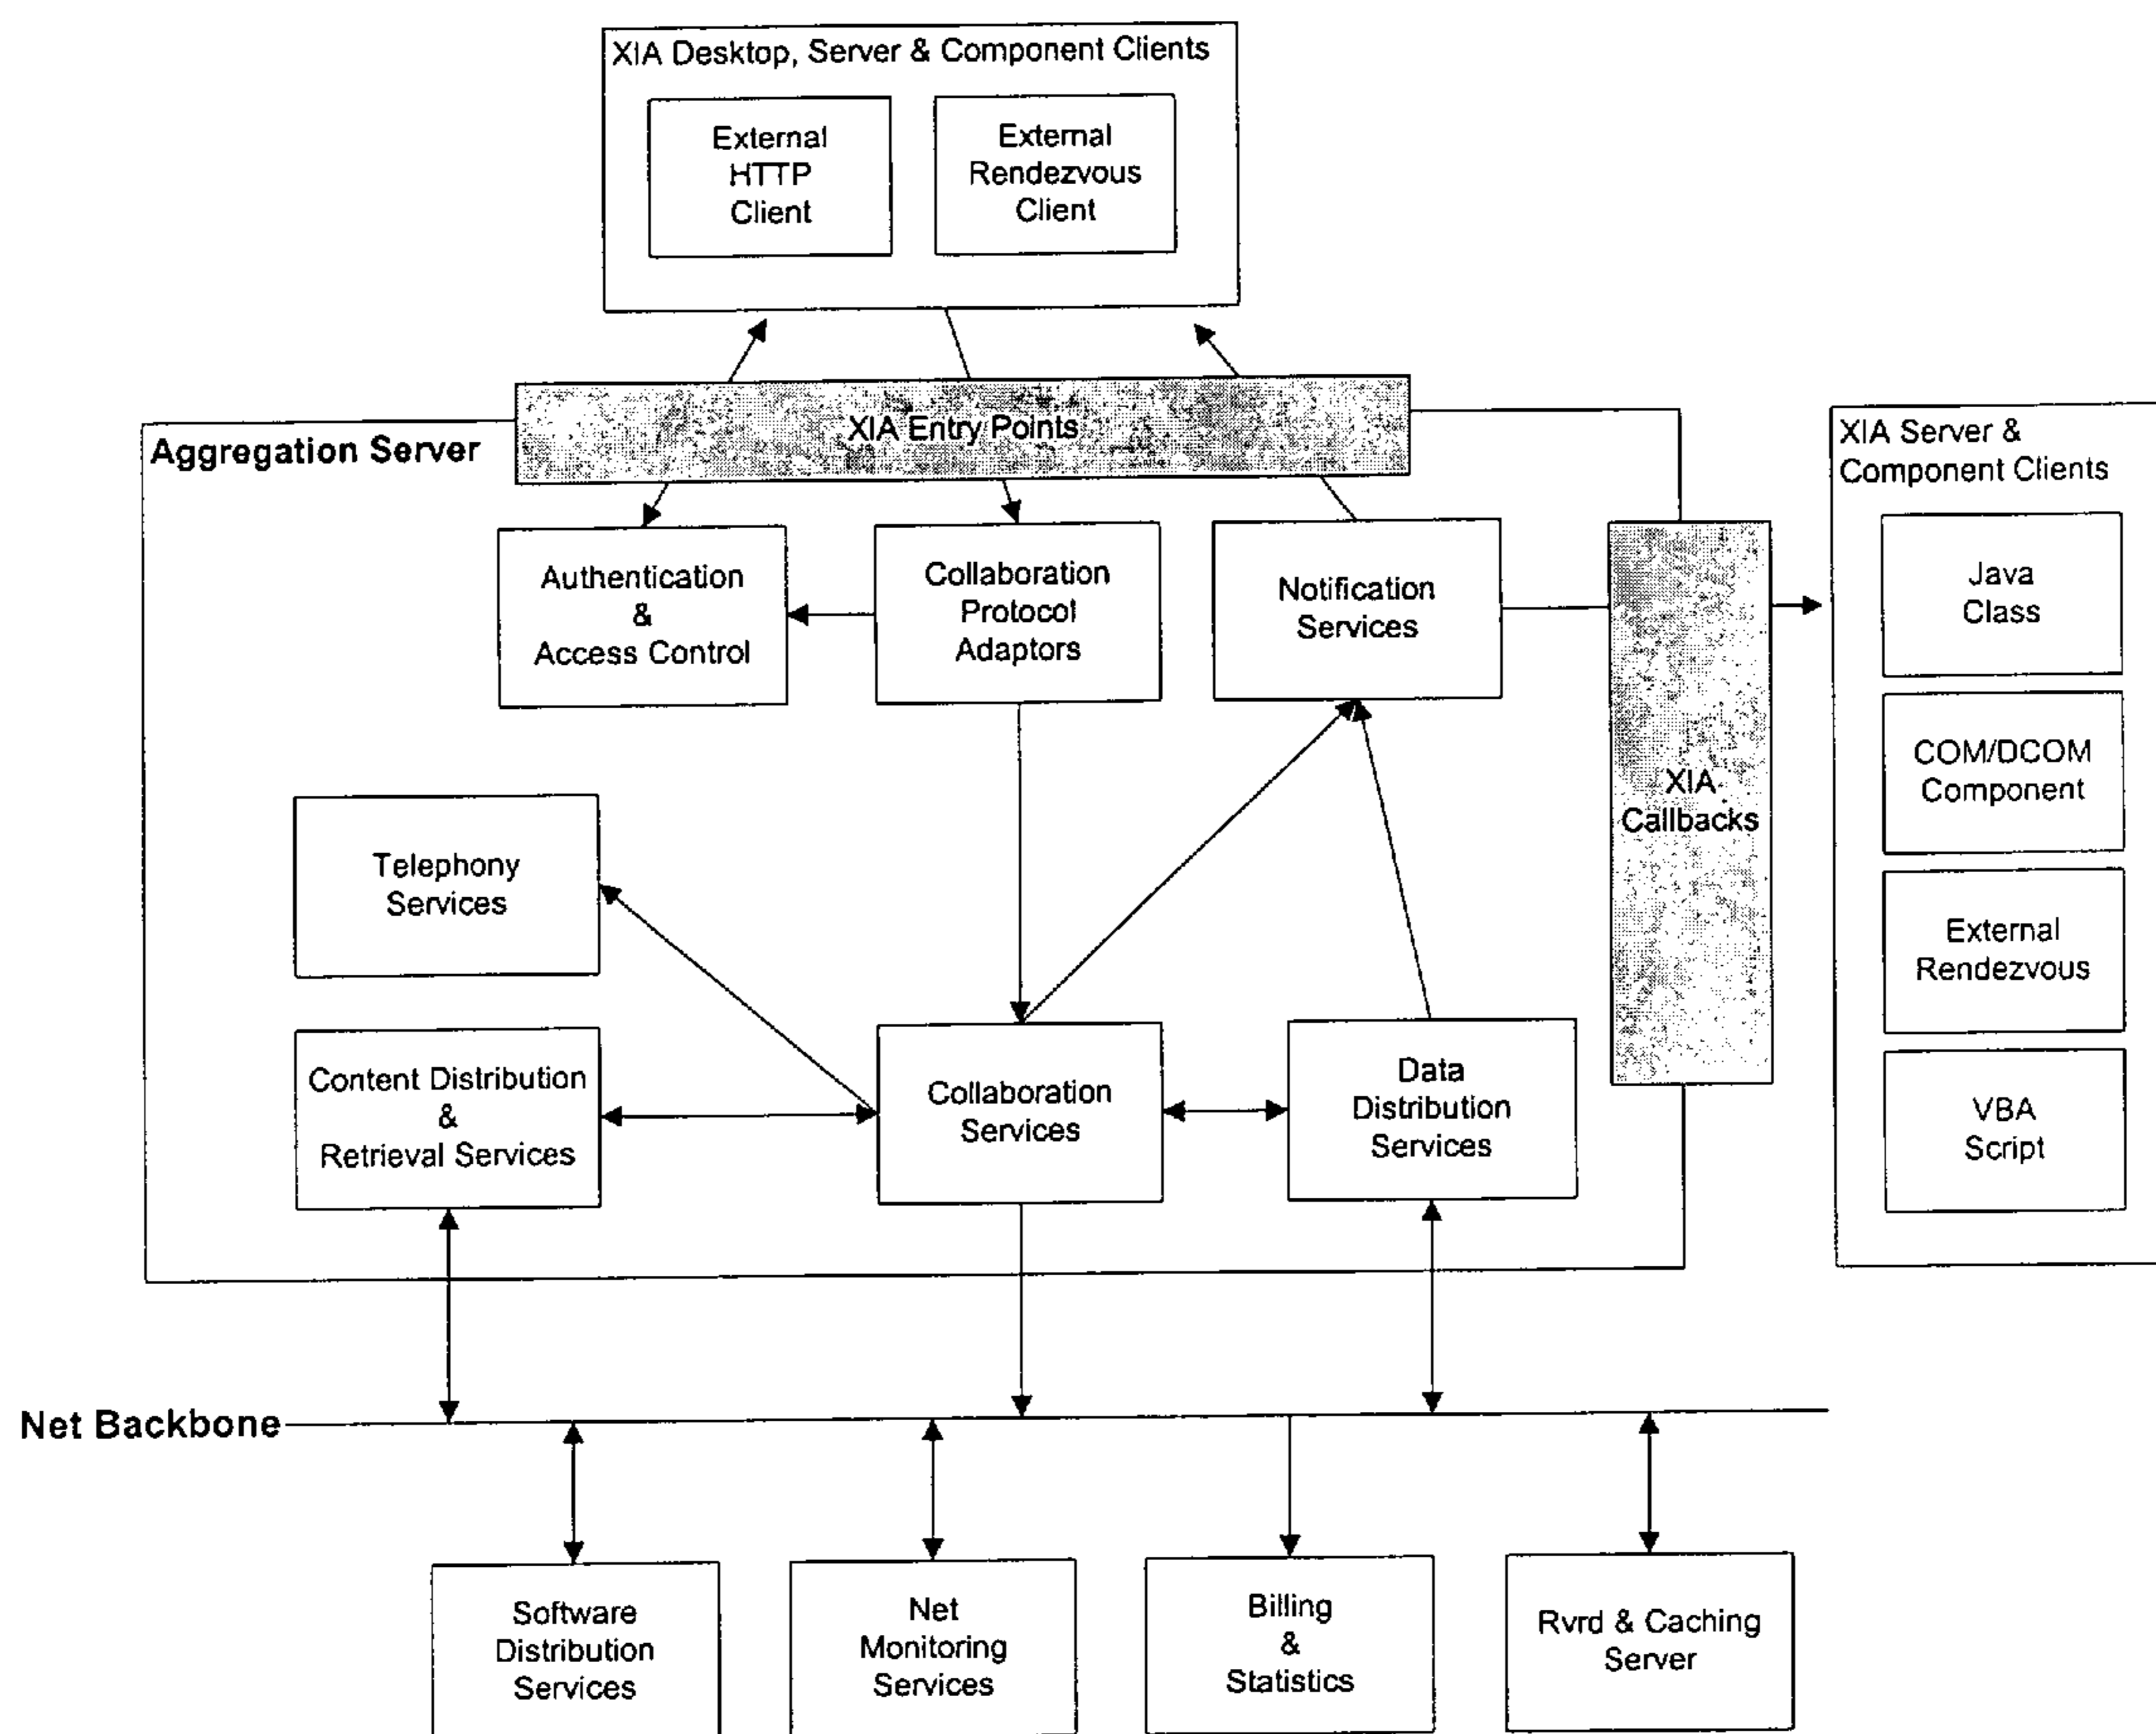 XIA Desktop, Server & Component Clients
External
HTTP
Client
External
Rendezvous
Client
XIA Entry Points
Aggregation Server
XIA Server &
Component Clients
Authentication
&
Access Control
Collaboration
Protocol
Adaptors
Notification
Services
Java
Class
COM/DCOM
Component
XIA
Callbacks
Telephony
Services
External
Rendezvous
Content Distribution
&
Retrieval Services
Collaboration
Services
Data
Distribution
Services
VBA
Script
Net Backbone
Software
Distribution
Services
Net
Monitoring
Services
Billing
&
Statistics
Rvrd & Caching
Server